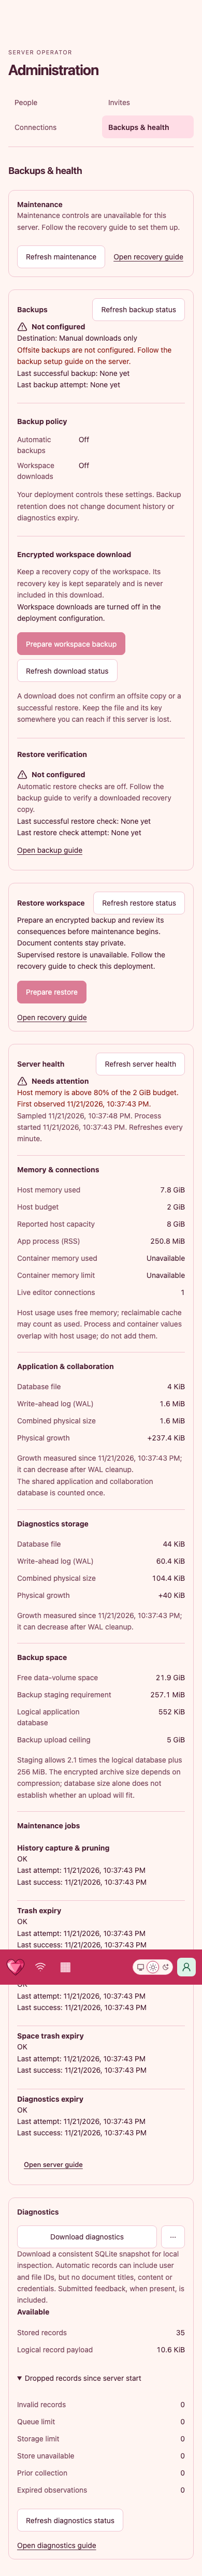 SERVER OPERATOR
Administration
People
Invites
Connections
Backups & health
Backups & health
Maintenance
Maintenance controls are unavailable for this
server. Follow the recovery guide to set them up.
Refresh maintenance
Open recovery guide
Backups
Refresh backup status
Not configured
Destination: Manual downloads only
Offsite backups are not configured. Follow the
backup setup guide on the server.
Last successful backup: None yet
Last backup attempt: None yet
Backup policy
Automatic
backups
Off
Workspace
downloads
Off
Your deployment controls these settings. Backup
retention does not change document history or
diagnostics expiry.
Encrypted workspace download
Keep a recovery copy of the workspace. Its
recovery key is kept separately and is never
included in this download.
Workspace downloads are turned off in the
deployment configuration.
Prepare workspace backup
Refresh download status
A download does not confirm an offsite copy or a
successful restore. Keep the file and its key
somewhere you can reach if this server is lost.
Restore verification
Not configured
Automatic restore checks are off. Follow the
backup guide to verify a downloaded recovery
copy.
Last successful restore check: None yet
Last restore check attempt: None yet
Open backup guide
Restore workspace
Refresh restore status
Prepare an encrypted backup and review its
consequences before maintenance begins.
Document contents stay private.
Supervised restore is unavailable. Follow the
recovery guide to check this deployment.
Prepare restore
Open recovery guide
Server health
Refresh server health
Needs attention
Host memory is above 80% of the 2 GiB budget.
First observed 11/21/2026, 10:37:43 PM.
Sampled 11/21/2026, 10:37:48 PM. Process
started 11/21/2026, 10:37:43 PM. Refreshes every
minute.
Memory & connections
Host memory used 7.8 GiB
Host budget 2 GiB
Reported host capacity 8 GiB
App process (RSS) 250.8 MiB
Container memory used Unavailable
Container memory limit Unavailable
Live editor connections 1
Host usage uses free memory; reclaimable cache
may count as used. Process and container values
overlap with host usage; do not add them.
Application & collaboration
Database file 4 KiB
Write-ahead log (WAL) 1.6 MiB
Combined physical size 1.6 MiB
Physical growth +237.4 KiB
Growth measured since 11/21/2026, 10:37:43 PM;
it can decrease after WAL cleanup.
The shared application and collaboration
database is counted once.
Diagnostics storage
Database file 44 KiB
Write-ahead log (WAL) 60.4 KiB
Combined physical size 104.4 KiB
Physical growth +40 KiB
Growth measured since 11/21/2026, 10:37:43 PM;
it can decrease after WAL cleanup.
Backup space
Free data-volume space 21.9 GiB
Backup staging requirement 257.1 MiB
Logical application
database
552 KiB
Backup upload ceiling 5 GiB
Staging allows 2.1 times the logical database plus
256 MiB. The encrypted archive size depends on
compression; database size alone does not
establish whether an upload will fit.
Maintenance jobs
History capture & pruning
OK
Last attempt: 11/21/2026, 10:37:43 PM
Last success: 11/21/2026, 10:37:43 PM
Trash expiry
OK
Last attempt: 11/21/2026, 10:37:43 PM
Last success: 11/21/2026, 10:37:43 PM
OK
Last attempt: 11/21/2026, 10:37:43 PM
Last success: 11/21/2026, 10:37:43 PM
Space trash expiry
OK
Last attempt: 11/21/2026, 10:37:43 PM
Last success: 11/21/2026, 10:37:43 PM
Diagnostics expiry
OK
Last attempt: 11/21/2026, 10:37:43 PM
Last success: 11/21/2026, 10:37:43 PM
Open server guide
Diagnostics
Download diagnostics
...
Download a consistent SQLite snapshot for local
inspection. Automatic records can include user
and file IDs, but no document titles, content or
credentials. Submitted feedback, when present, is
included.
Available
Stored records 35
Logical record payload 10.6 KiB
▼ Dropped records since server start
Invalid records 0
Queue limit 0
Storage limit 0
Store unavailable 0
Prior collection 0
Expired observations 0
Refresh diagnostics status
Open diagnostics guide